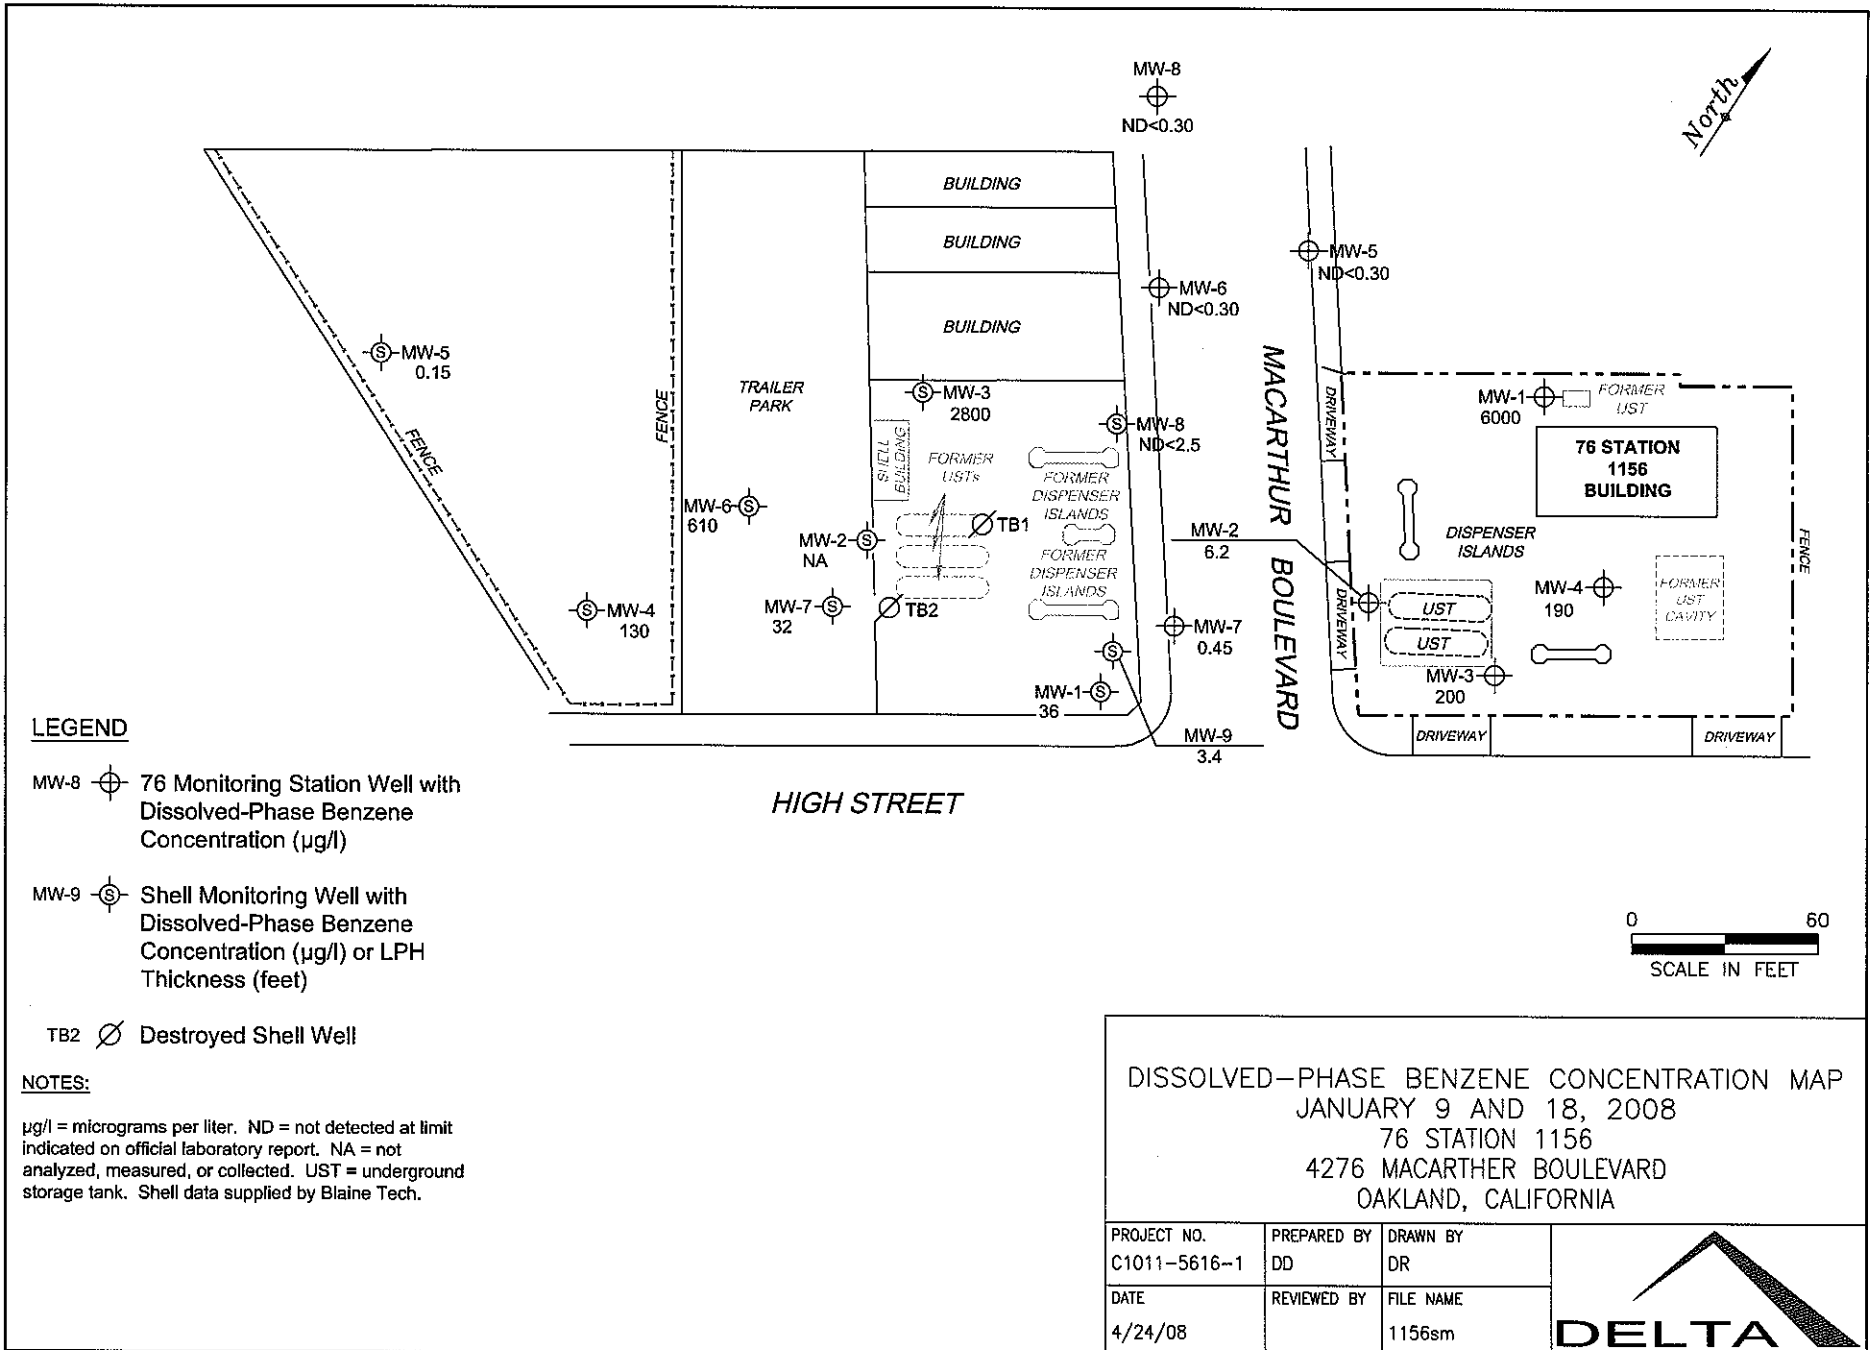 MW-8
ND<0.30
North
BUILDING
BUILDING
BUILDING
MW-5
ND<0.30
MW-6
ND<0.30
MW-5
0.15
FENCE
FENCE
TRAILER
PARK
MW-3
2800
MW-8
ND<2.5
SHELL
BUILDING
FORMER
USTs
FORMER
DISPENSER
ISLANDS
FORMER
DISPENSER
ISLANDS
MW-6
610
MW-2
NA
TB1
MW-4
130
MW-7
32
TB2
MW-7
0.45
MW-1
36
MW-9
3.4
MW-2
6.2
MACARTHUR BOULEVARD
DRIVEWAY
DRIVEWAY
MW-1
6000
FORMER
UST
76 STATION
1156
BUILDING
DISPENSER
ISLANDS
FENCE
MW-4
190
FORMER
UST
CAVITY
UST
UST
MW-3
200
DRIVEWAY
DRIVEWAY
HIGH STREET
LEGEND
MW-8 76 Monitoring Station Well with
Dissolved-Phase Benzene
Concentration (µg/l)
MW-9 S Shell Monitoring Well with
Dissolved-Phase Benzene
Concentration (µg/l) or LPH
Thickness (feet)
TB2 Destroyed Shell Well
NOTES:
µg/l = micrograms per liter. ND = not detected at limit
indicated on official laboratory report. NA = not
analyzed, measured, or collected. UST = underground
storage tank. Shell data supplied by Blaine Tech.
0 60
SCALE IN FEET
DISSOLVED-PHASE BENZENE CONCENTRATION MAP
JANUARY 9 AND 18, 2008
76 STATION 1156
4276 MACARTHER BOULEVARD
OAKLAND, CALIFORNIA
PROJECT NO.
C1011-5616-1
PREPARED BY
DD
DRAWN BY
DR
DATE
4/24/08
REVIEWED BY
FILE NAME
1156sm
DELTA